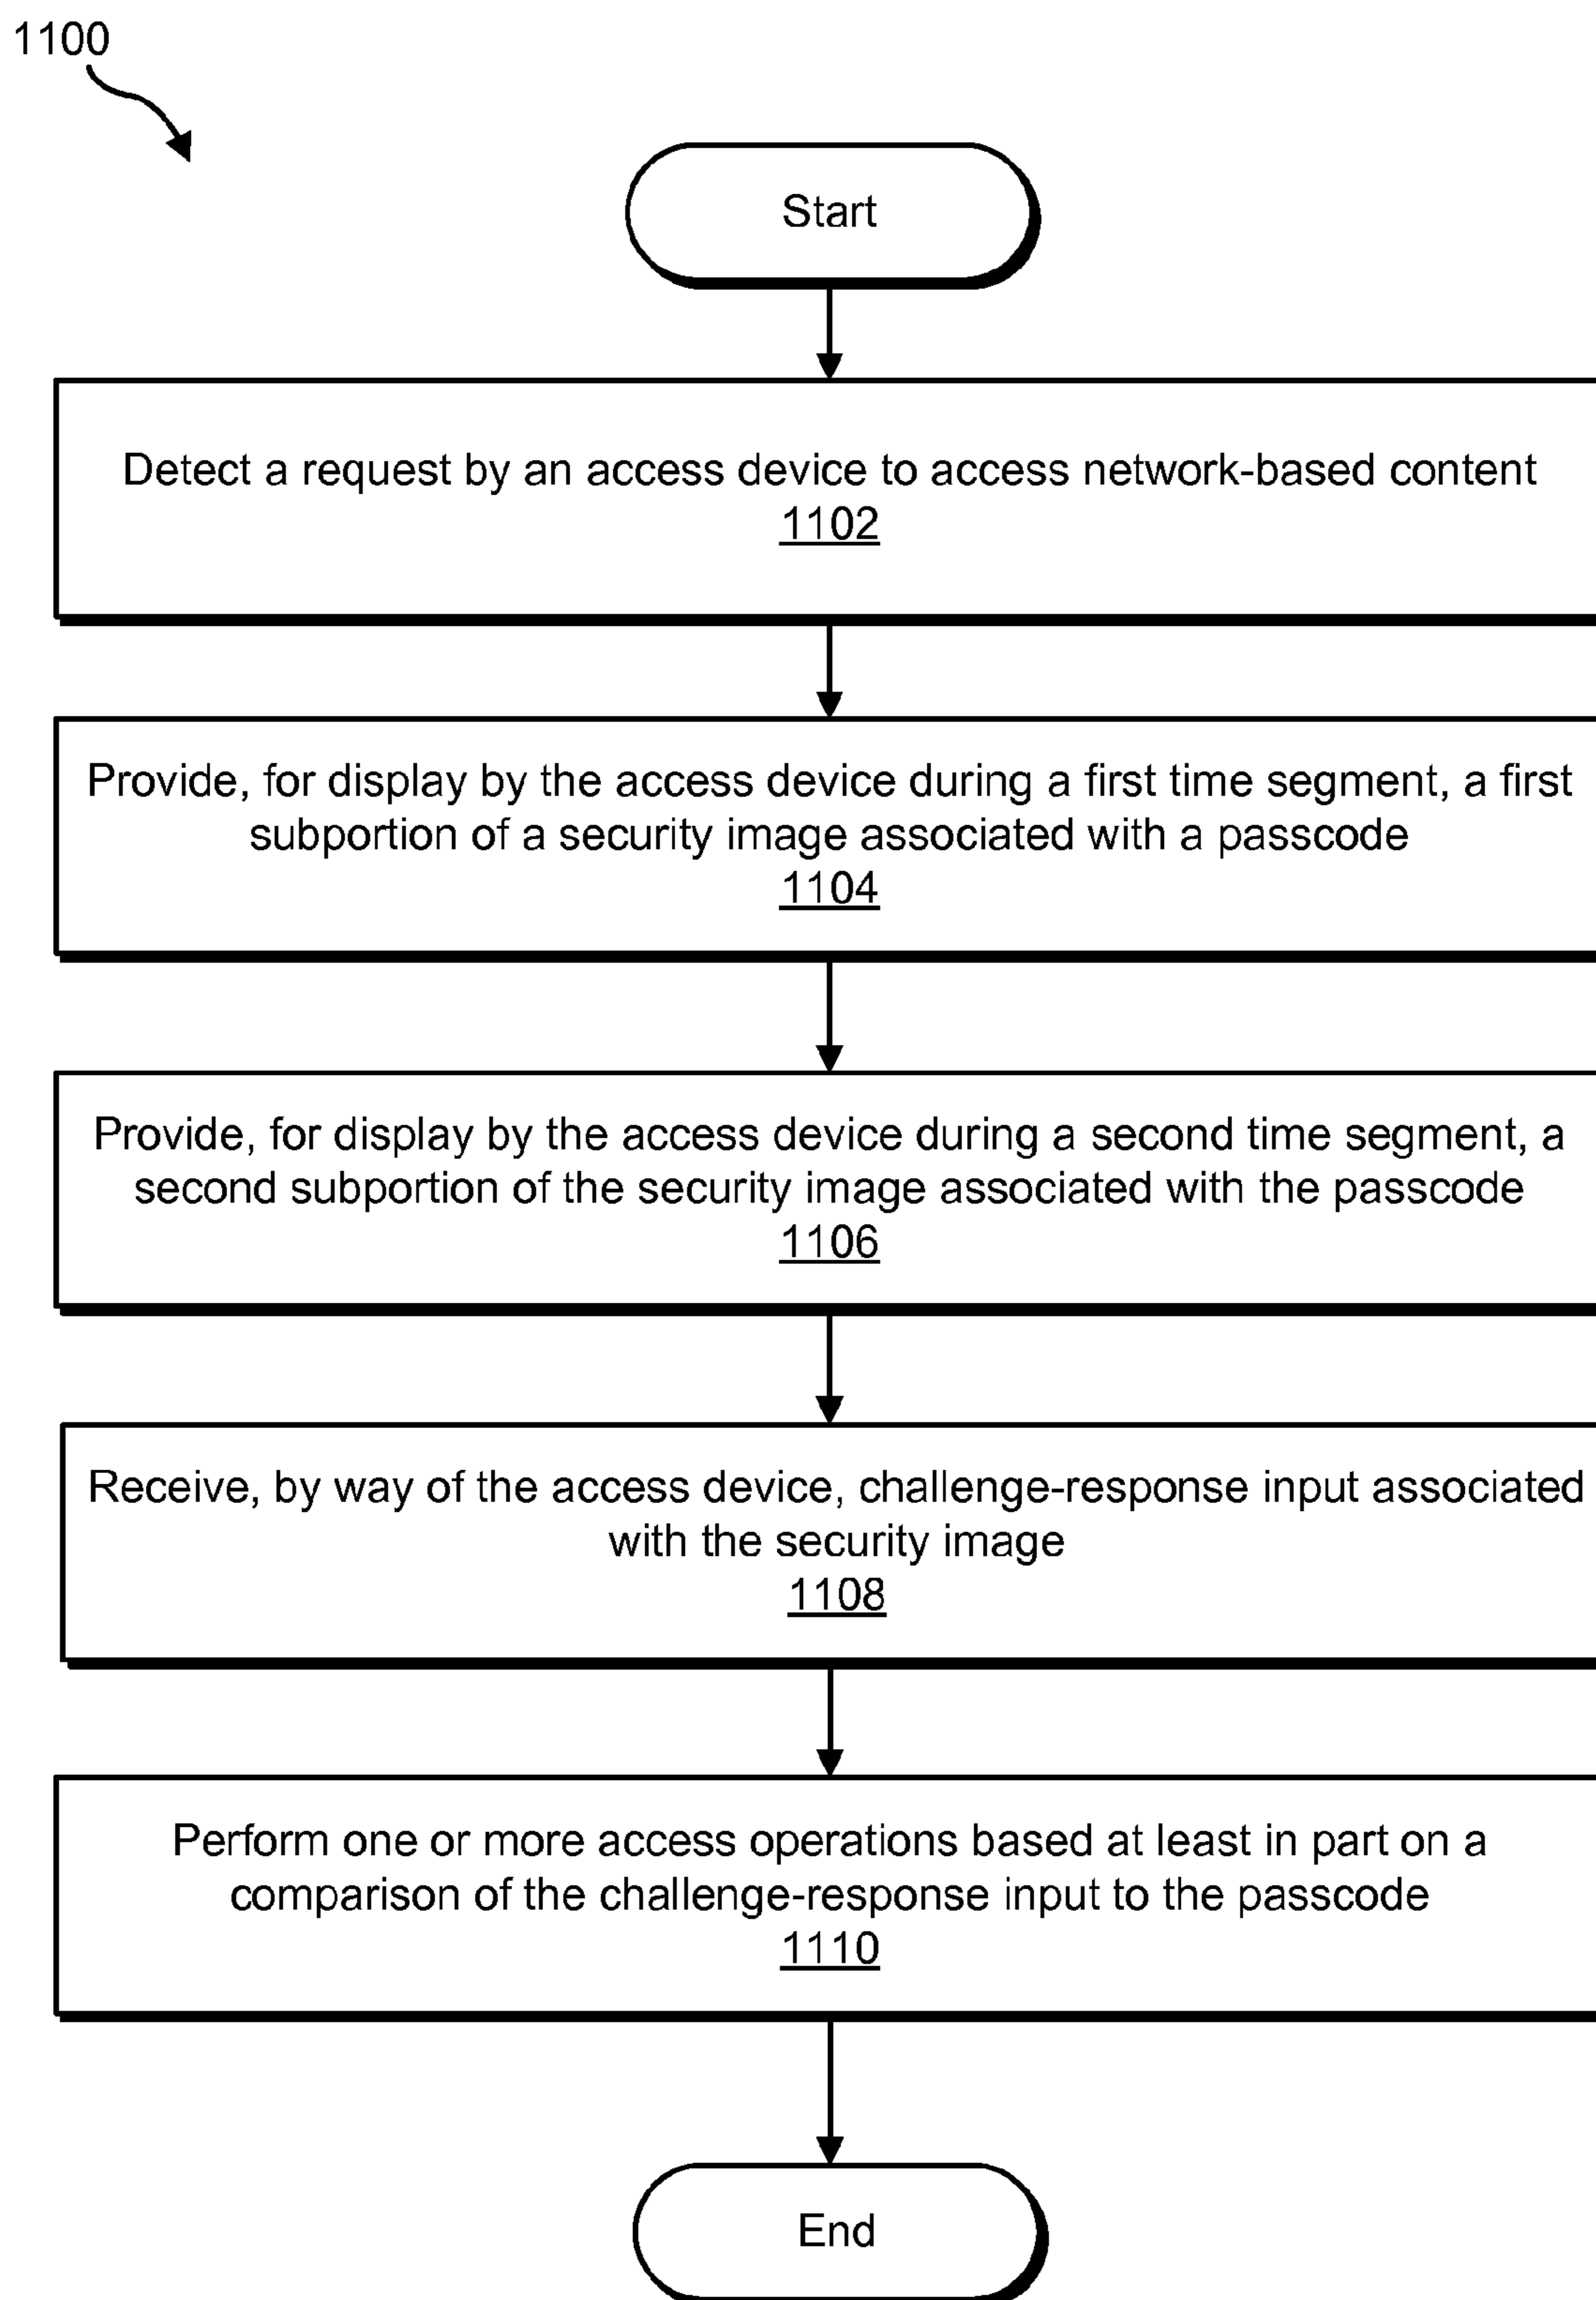 1100
Start
Detect a request by an access device to access network-based content
1102
Provide, for display by the access device during a first time segment, a first
subportion of a security image associated with a passcode
1104
Provide, for display by the access device during a second time segment, a
second subportion of the security image associated with the passcode
1106
Receive, by way of the access device, challenge-response input associated
with the security image
1108
Perform one or more access operations based at least in part on a
comparison of the challenge-response input to the passcode
1110
End